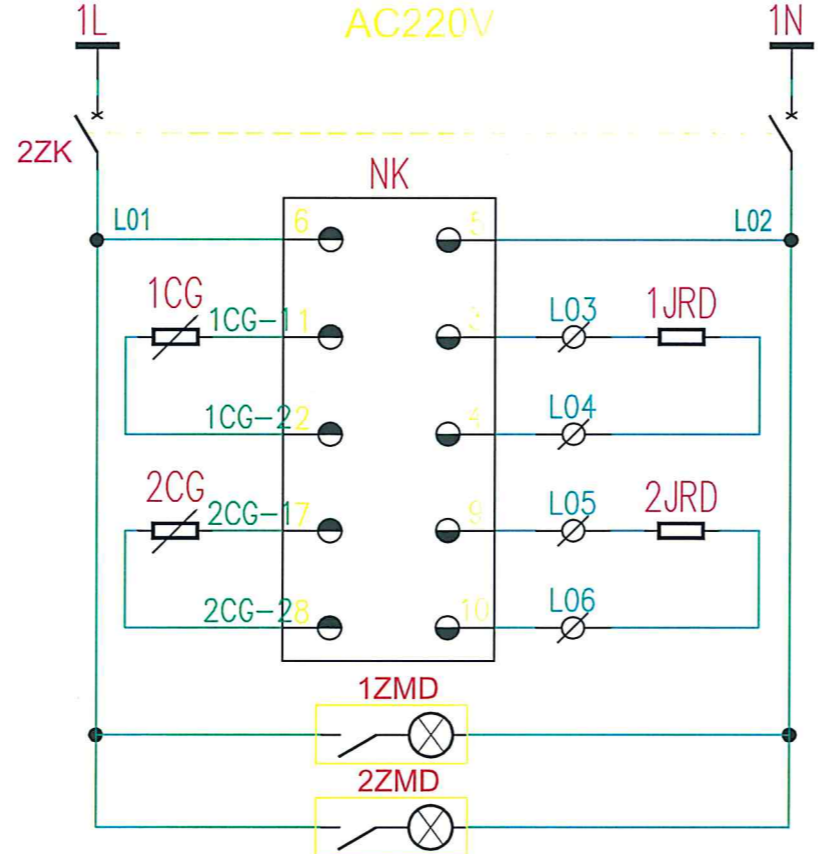 1L AC220V 1N
2ZK
NK
L01 6 5 L02
1CG 1CG-1 1 3 L03 1JRD
1CG-2 2 4 L04
2CG 2CG-1 7 9 L05 2JRD
2CG-2 8 10 L06
1ZMD
2ZMD